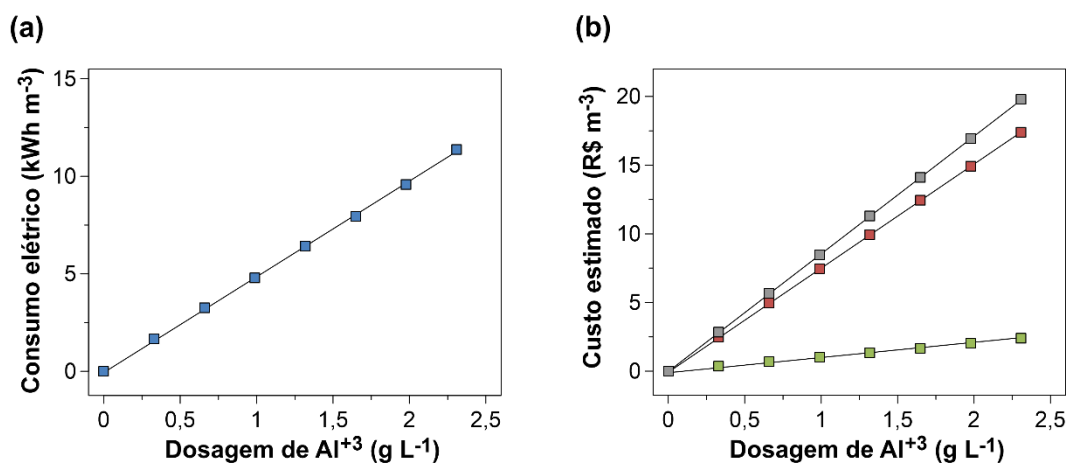 (a)
Consumo elétrico (kWh m⁻³)
15
10
5
0
0 0,5 1 1,5 2 2,5
Dosagem de Al⁺³ (g L⁻¹)
(b)
Custo estimado (R$ m⁻³)
20
15
10
5
0
0 0,5 1 1,5 2 2,5
Dosagem de Al⁺³ (g L⁻¹)